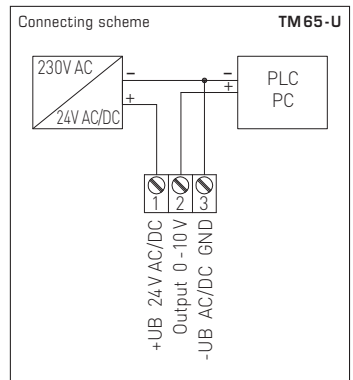 Connecting scheme TM65-U
230V AC
24V AC/DC
–
+
–
+
PLC
PC
1 2 3
+UB 24V AC/DC
Output 0-10V
-UB AC/DC GND